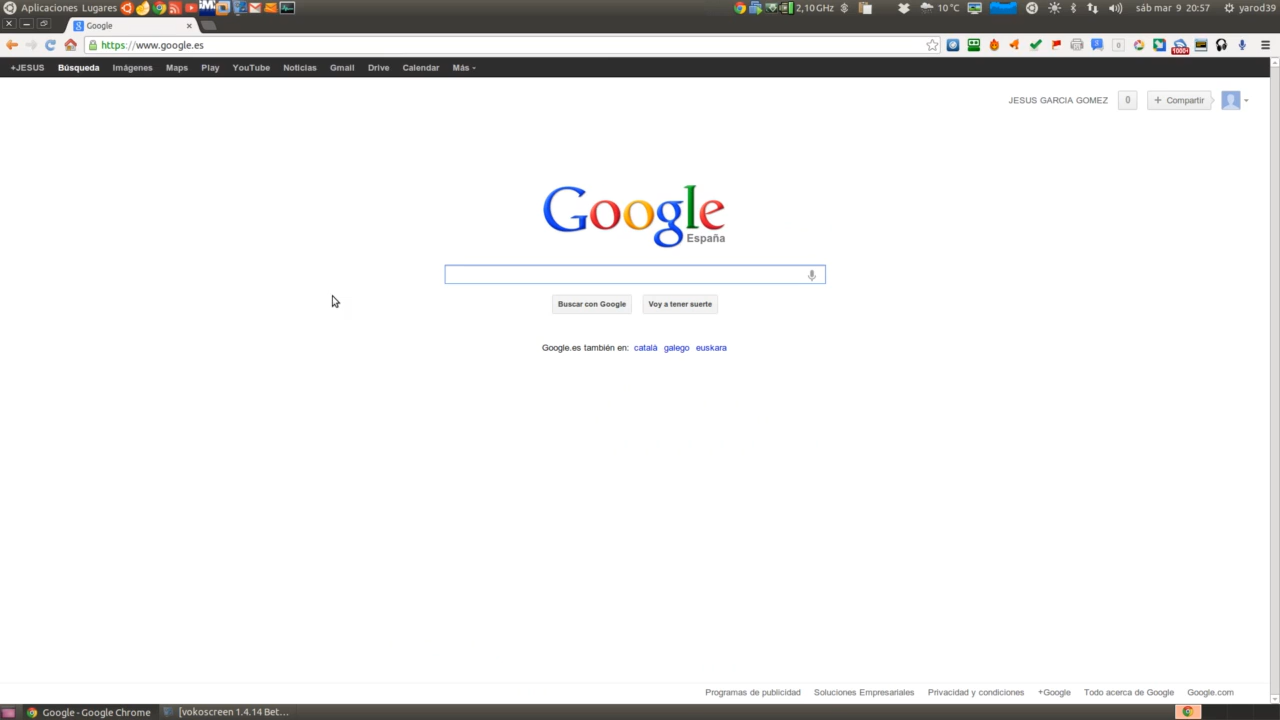 Aplicaciones Lugares
2,10 GHz
10 °C
sáb mar 9 20:57
yarod39
Google
https://www.google.es
0
1000+
+JESUS Búsqueda Imágenes Maps Play YouTube Noticias Gmail Drive Calendar Más
JESUS GARCIA GOMEZ 0 + Compartir
Google
España
Buscar con Google Voy a tener suerte
Google.es también en: català galego euskara
Programas de publicidad Soluciones Empresariales Privacidad y condiciones +Google Todo acerca de Google Google.com
Google - Google Chrome [vokoscreen 1.4.14 Bet...